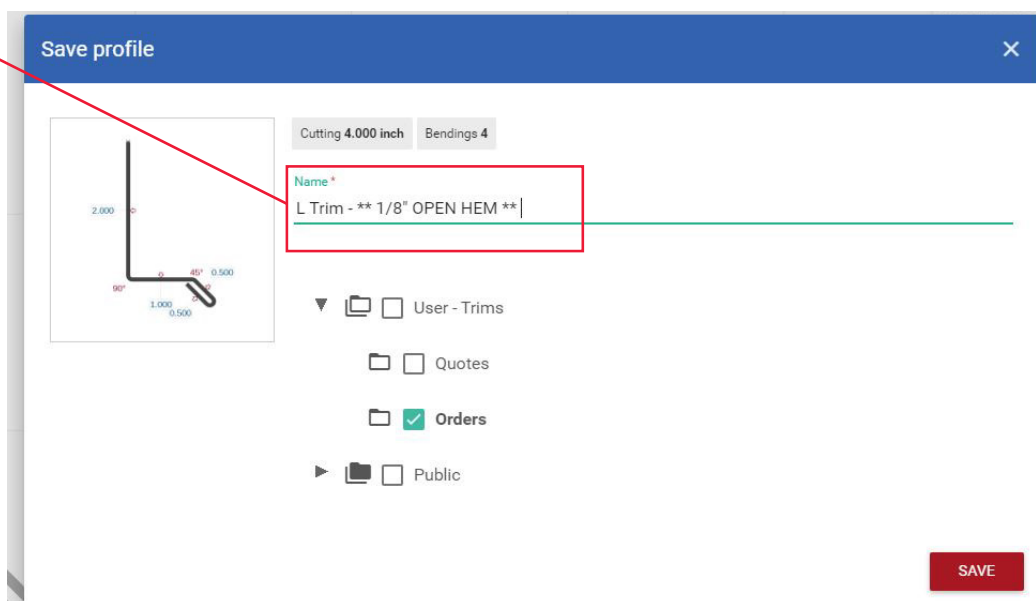 Save profile
Cutting 4.000 inch Bendings 4
Name *
L Trim - ** 1/8" OPEN HEM **
2.000
45° 0.500
90°
1.000
0.500
User - Trims
Quotes
Orders
Public
SAVE